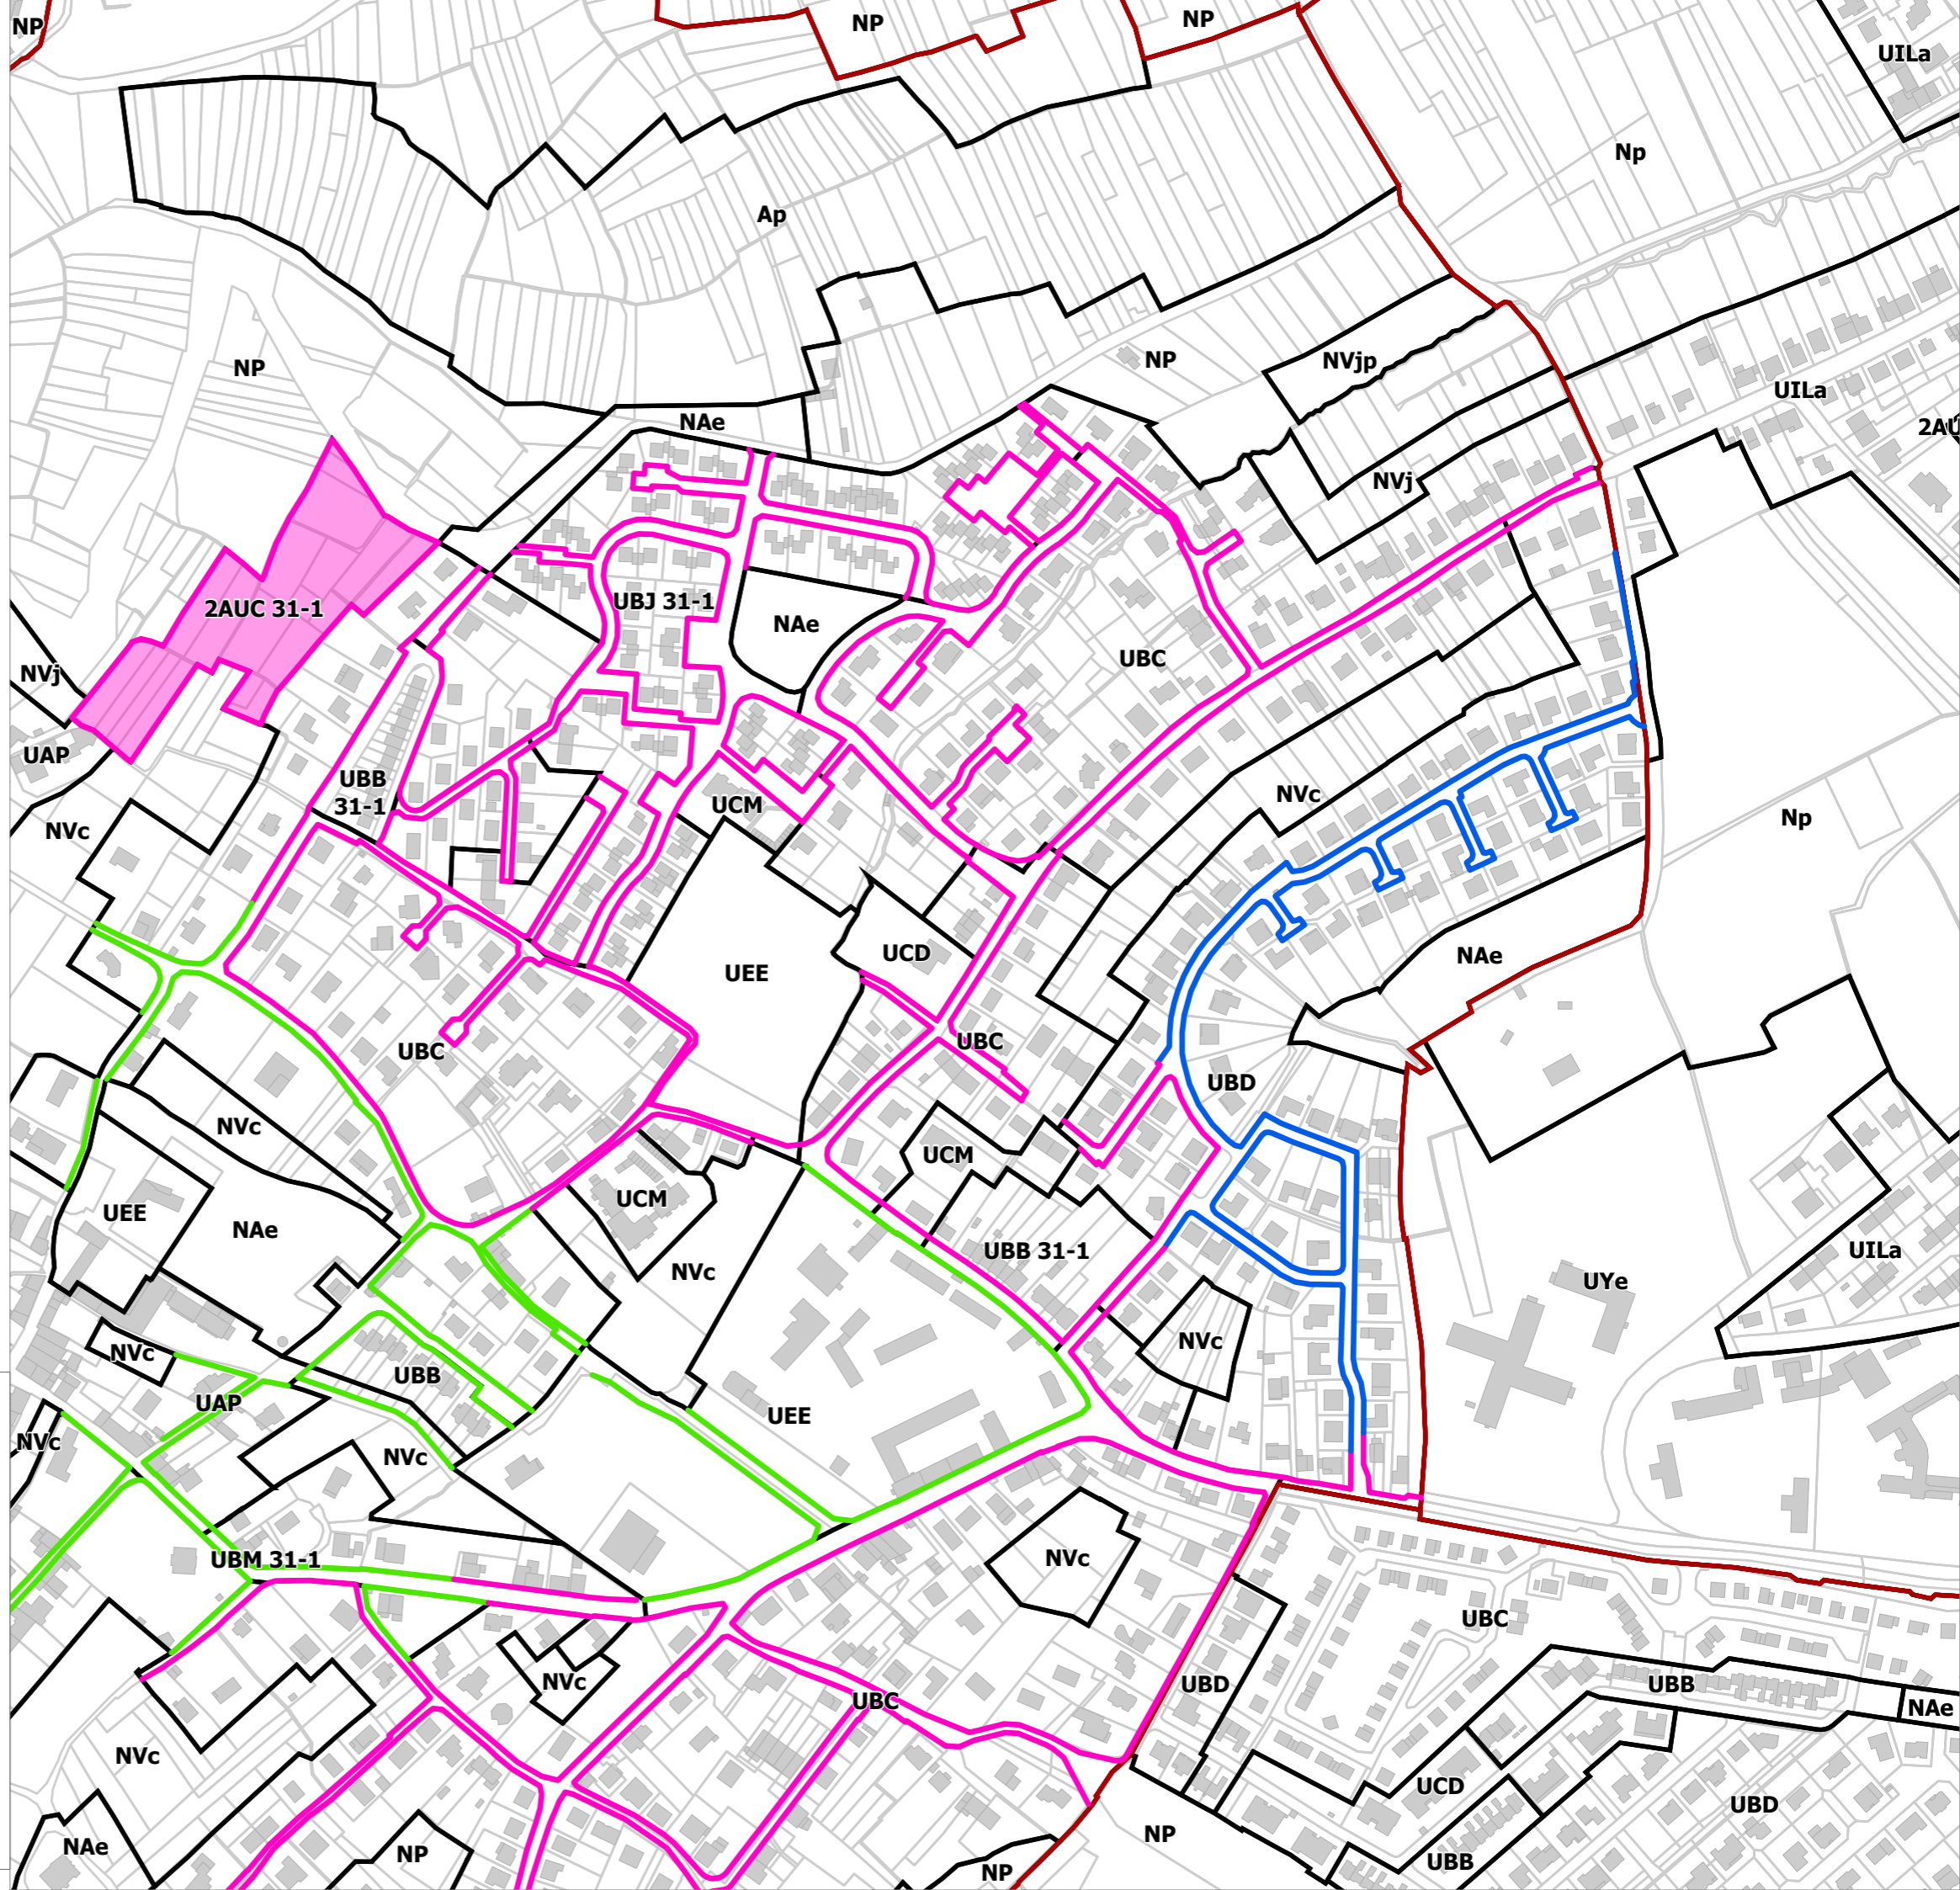 NP
NP
NP
UILa
Np
Ap
NP
NP
NVjp
UILa
NAe
2AU
NVj
2AUC 31-1
UBJ 31-1
NAe
UBC
NVj
UAP
UBB
31-1
UCM
NVc
NVc
Np
UCD
NAe
UEE
UBC
UBC
UBD
NVc
UCM
UCM
UEE
NAe
UBB 31-1
UILa
NVc
UYe
NVc
NVc
UBB
UAP
UEE
NVc
NVc
UBM 31-1
NVc
UBC
NVc
UBD
UBB
UBC
NAe
NVc
UCD
UBD
NAe
NP
NP
UBB
NP